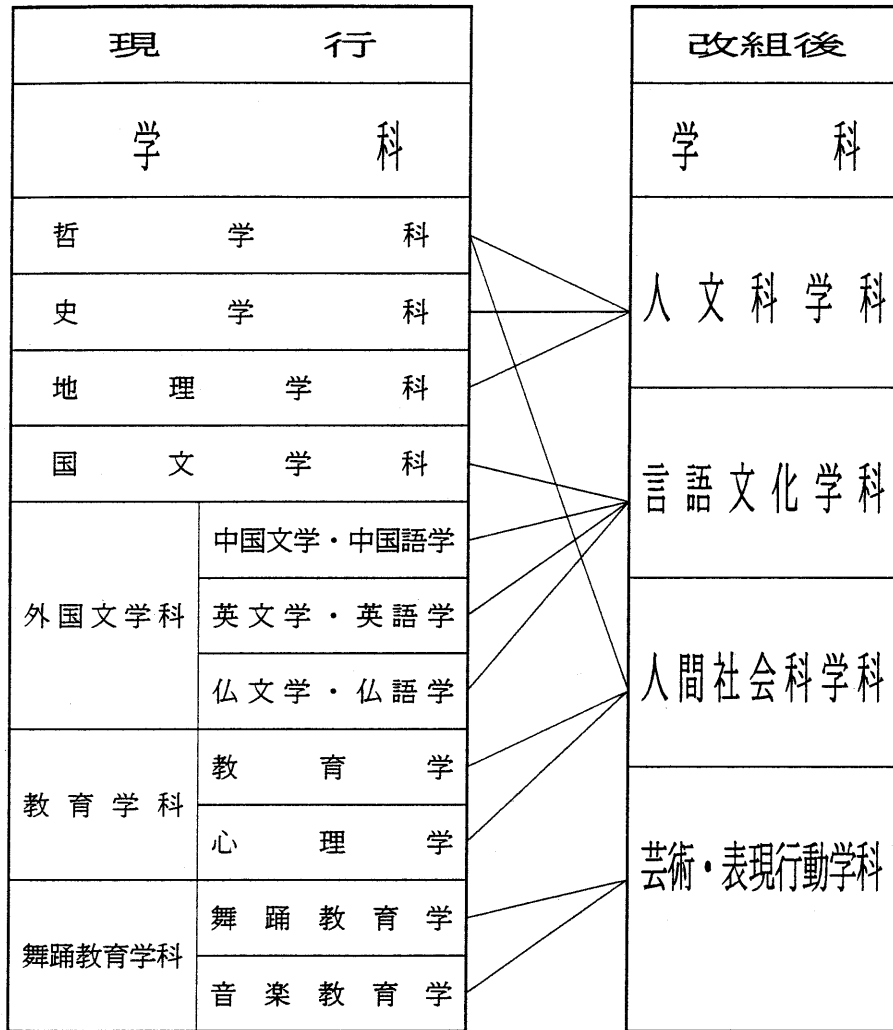 現行
学科
哲学科
史学科
地理学科
国文学科
外国文学科
中国文学・中国語学
英文学・英語学
仏文学・仏語学
教育学科
教育学
心理学
舞踊教育学科
舞踊教育学
音楽教育学
改組後
学科
人文科学科
言語文化学科
人間社会科学科
芸術・表現行動学科